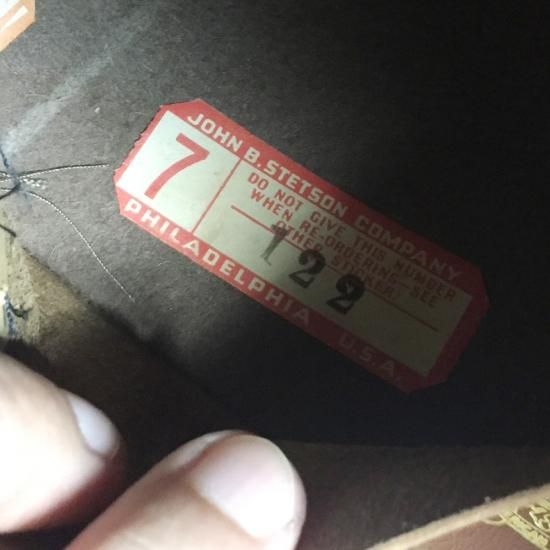 JOHN B. STETSON COMPANY
7
DO NOT GIVE THIS NUMBER
WHEN RE-ORDERING - SEE
OTHER STICKER)
122
PHILADELPHIA U.S.A.